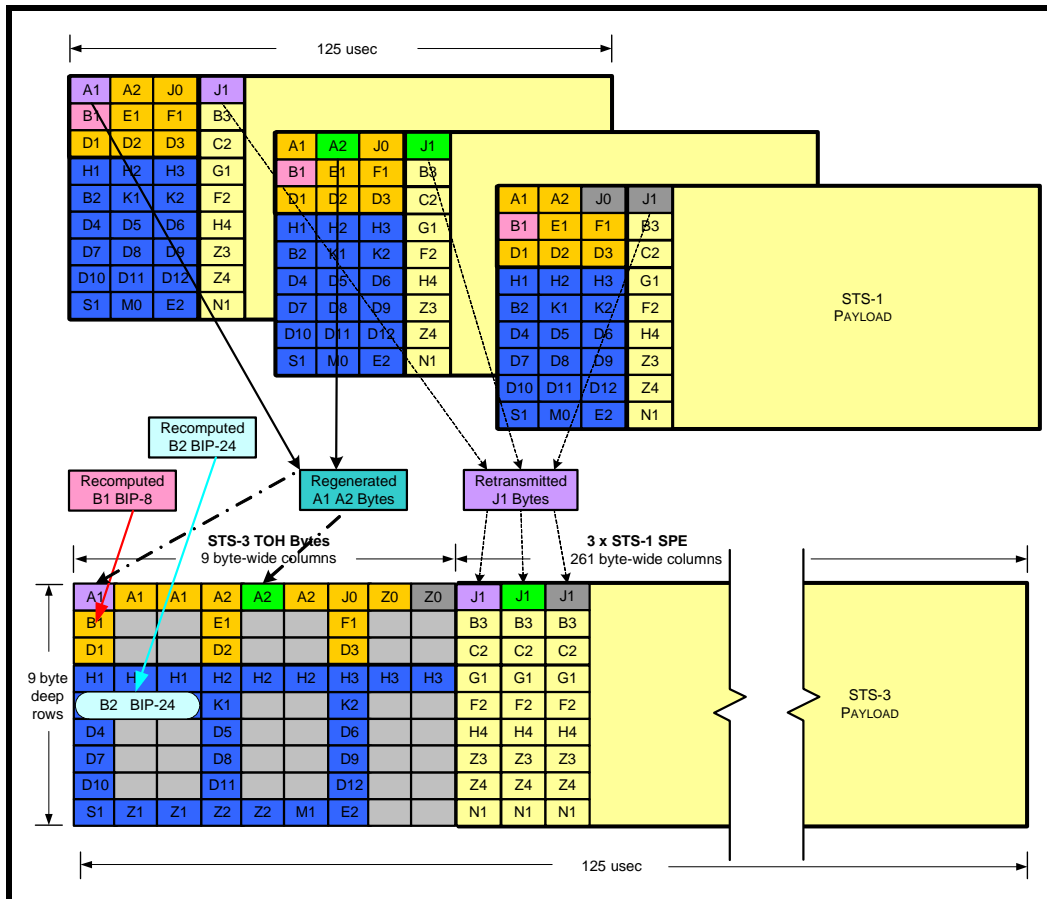 125 usec
A1 A2 J0 J1
B1 E1 F1 B3
D1 D2 D3 C2
H1 H2 H3 G1
B2 K1 K2 F2
D4 D5 D6 H4
D7 D8 D9 Z3
D10 D11 D12 Z4
S1 M0 E2 N1
A1 A2 J0 J1
B1 E1 F1 B3
D1 D2 D3 C2
H1 H2 H3 G1
B2 K1 K2 F2
D4 D5 D6 H4
D7 D8 D9 Z3
D10 D11 D12 Z4
S1 M0 E2 N1
A1 A2 J0 J1
B1 E1 F1 B3
D1 D2 D3 C2
H1 H2 H3 G1
B2 K1 K2 F2
D4 D5 D6 H4
D7 D8 D9 Z3
D10 D11 D12 Z4
S1 M0 E2 N1
STS-1
PAYLOAD
Recomputed
B2 BIP-24
Recomputed
B1 BIP-8
Regenerated
A1 A2 Bytes
Retransmitted
J1 Bytes
STS-3 TOH Bytes
9 byte-wide columns
3 x STS-1 SPE
261 byte-wide columns
9 byte
deep
rows
A1 A1 A1 A2 A2 A2 J0 Z0 Z0 J1 J1 J1
B1 E1 F1 B3 B3 B3
D1 D2 D3 C2 C2 C2
H1 H1 H1 H2 H2 H2 H3 H3 H3 G1 G1 G1
B2 BIP-24 K1 K2 F2 F2 F2
D4 D5 D6 H4 H4 H4
D7 D8 D9 Z3 Z3 Z3
D10 D11 D12 Z4 Z4 Z4
S1 Z1 Z1 Z2 Z2 M1 E2 N1 N1 N1
STS-3
PAYLOAD
125 usec